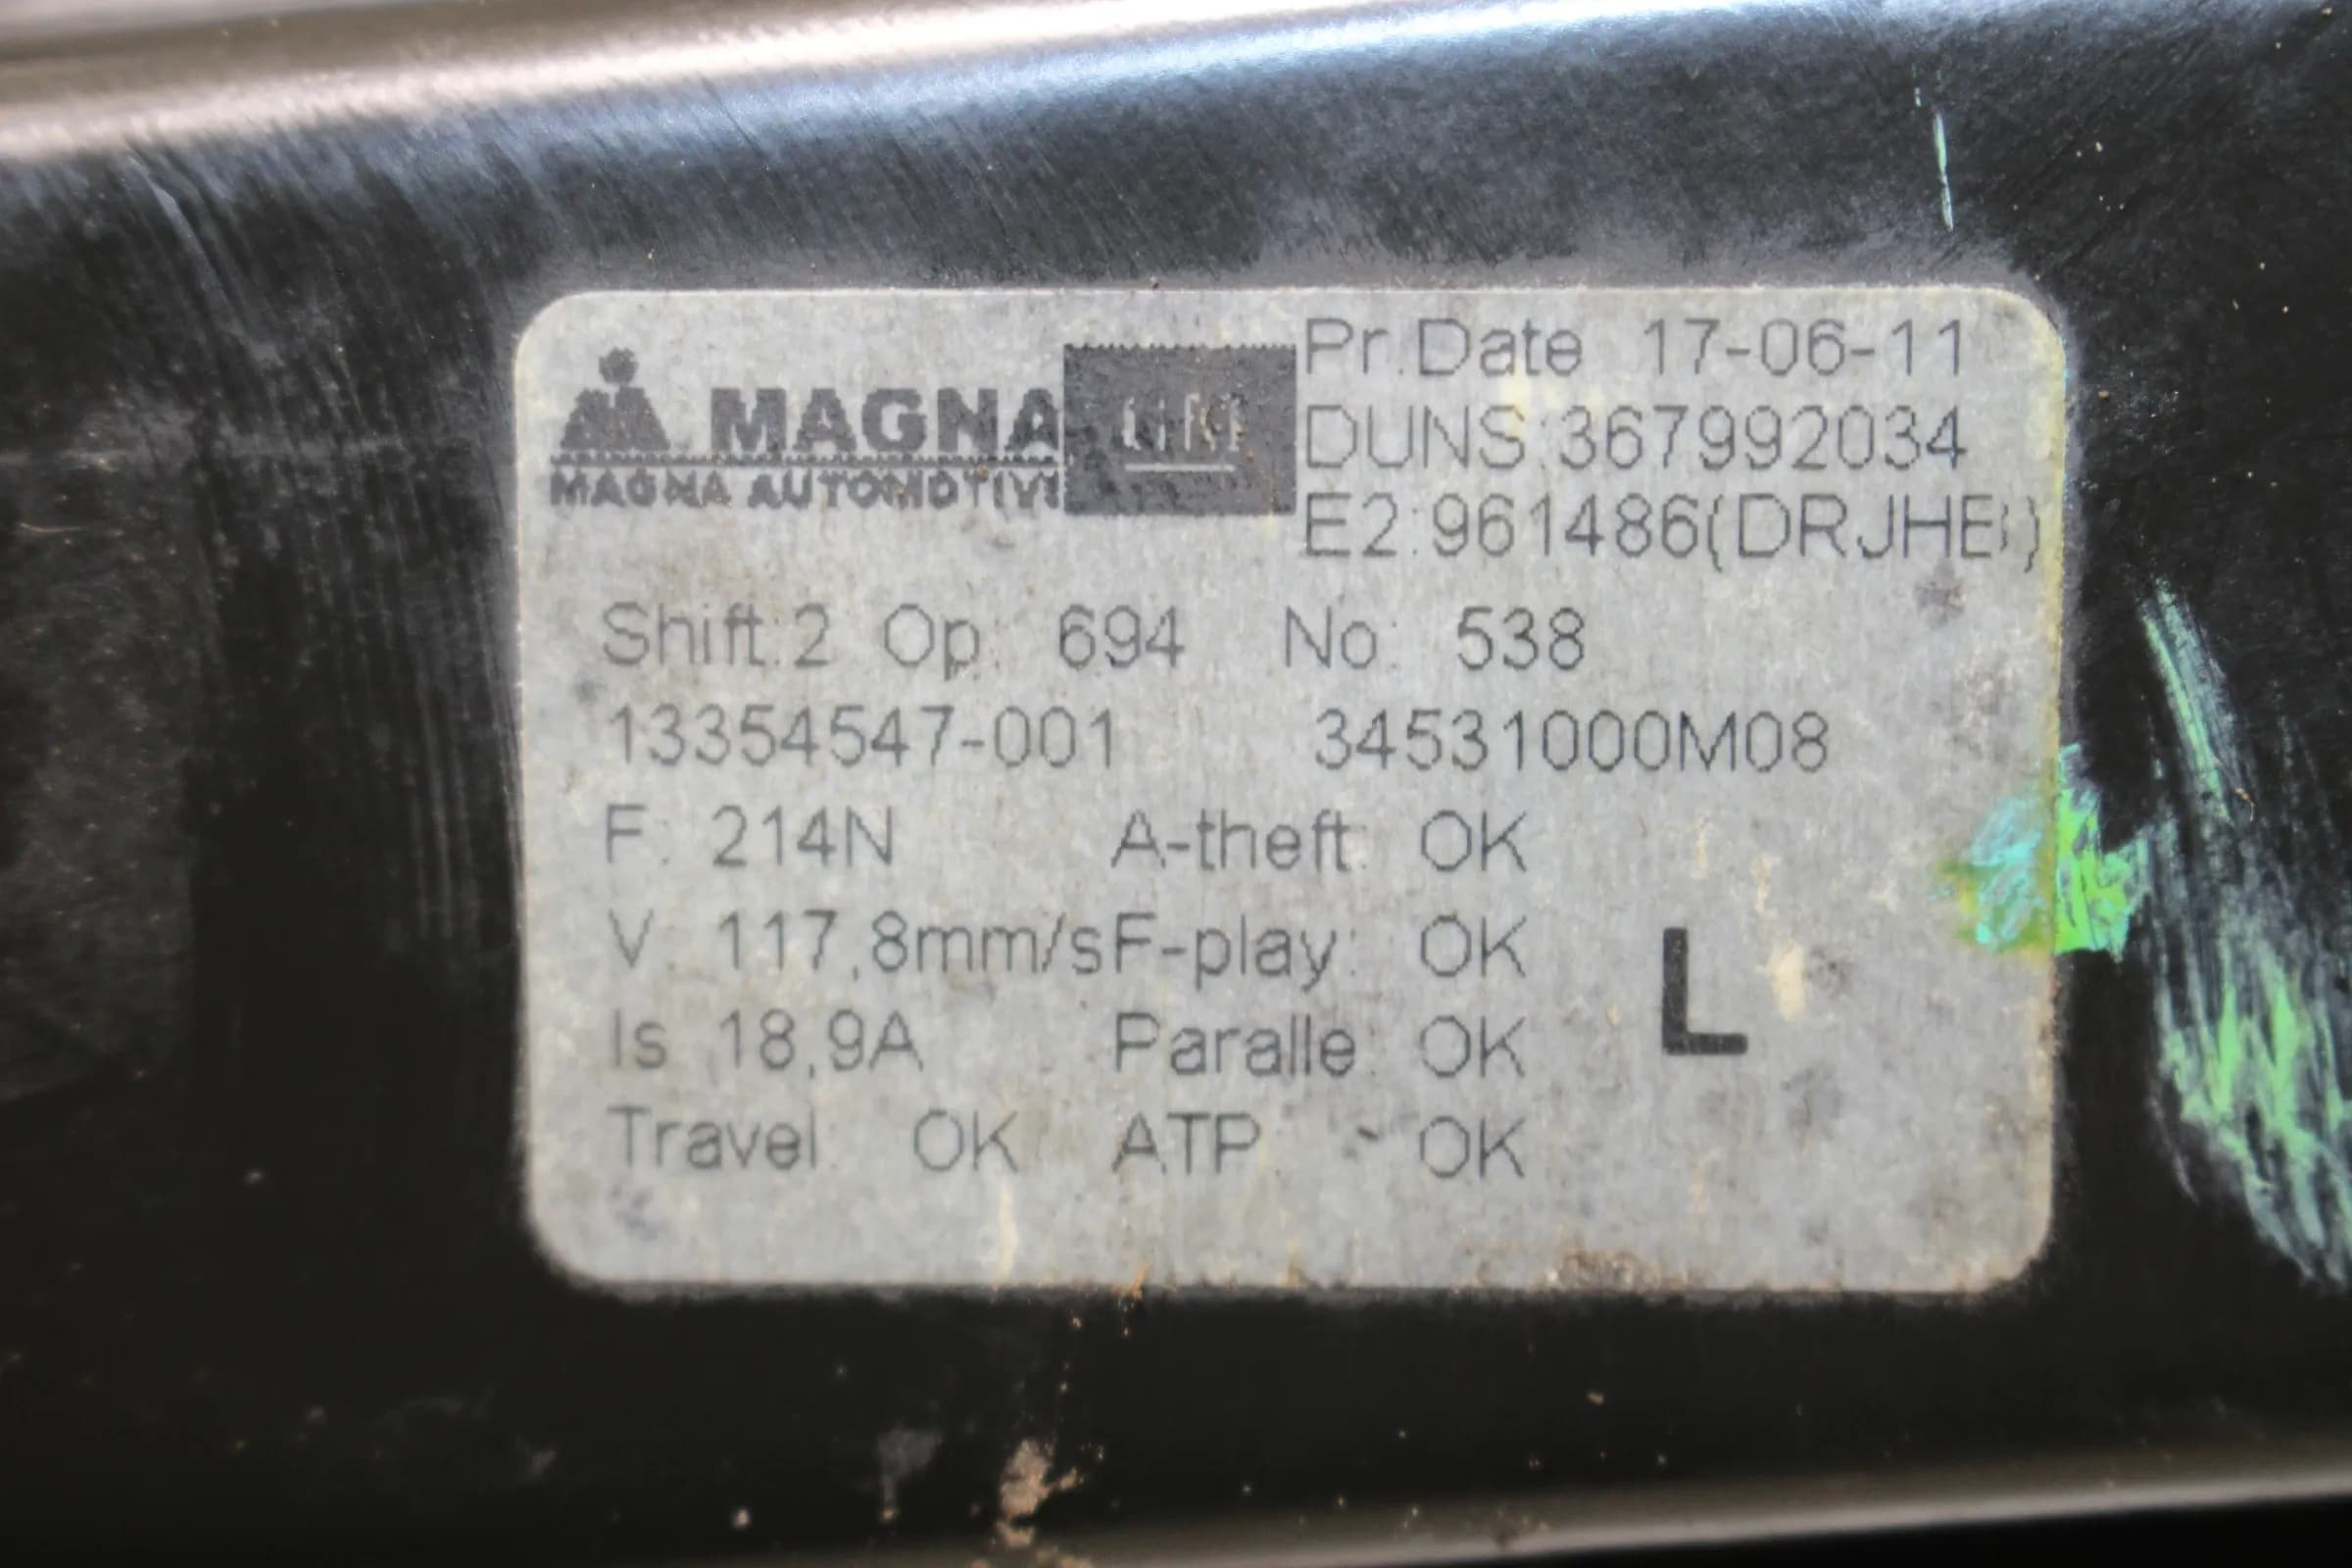 MAGNA
MAGNA AUTOMOTIVE
GM
Pr.Date 17-06-11
DUNS:367992034
E2:961486(DRJHB)
Shift:2 Op: 694 No: 538
13354547-001 34531000M08
F: 214N A-theft: OK
V: 117,8mm/s F-play: OK
Is: 18,9A Paralle: OK
L
Travel: OK ATP: OK